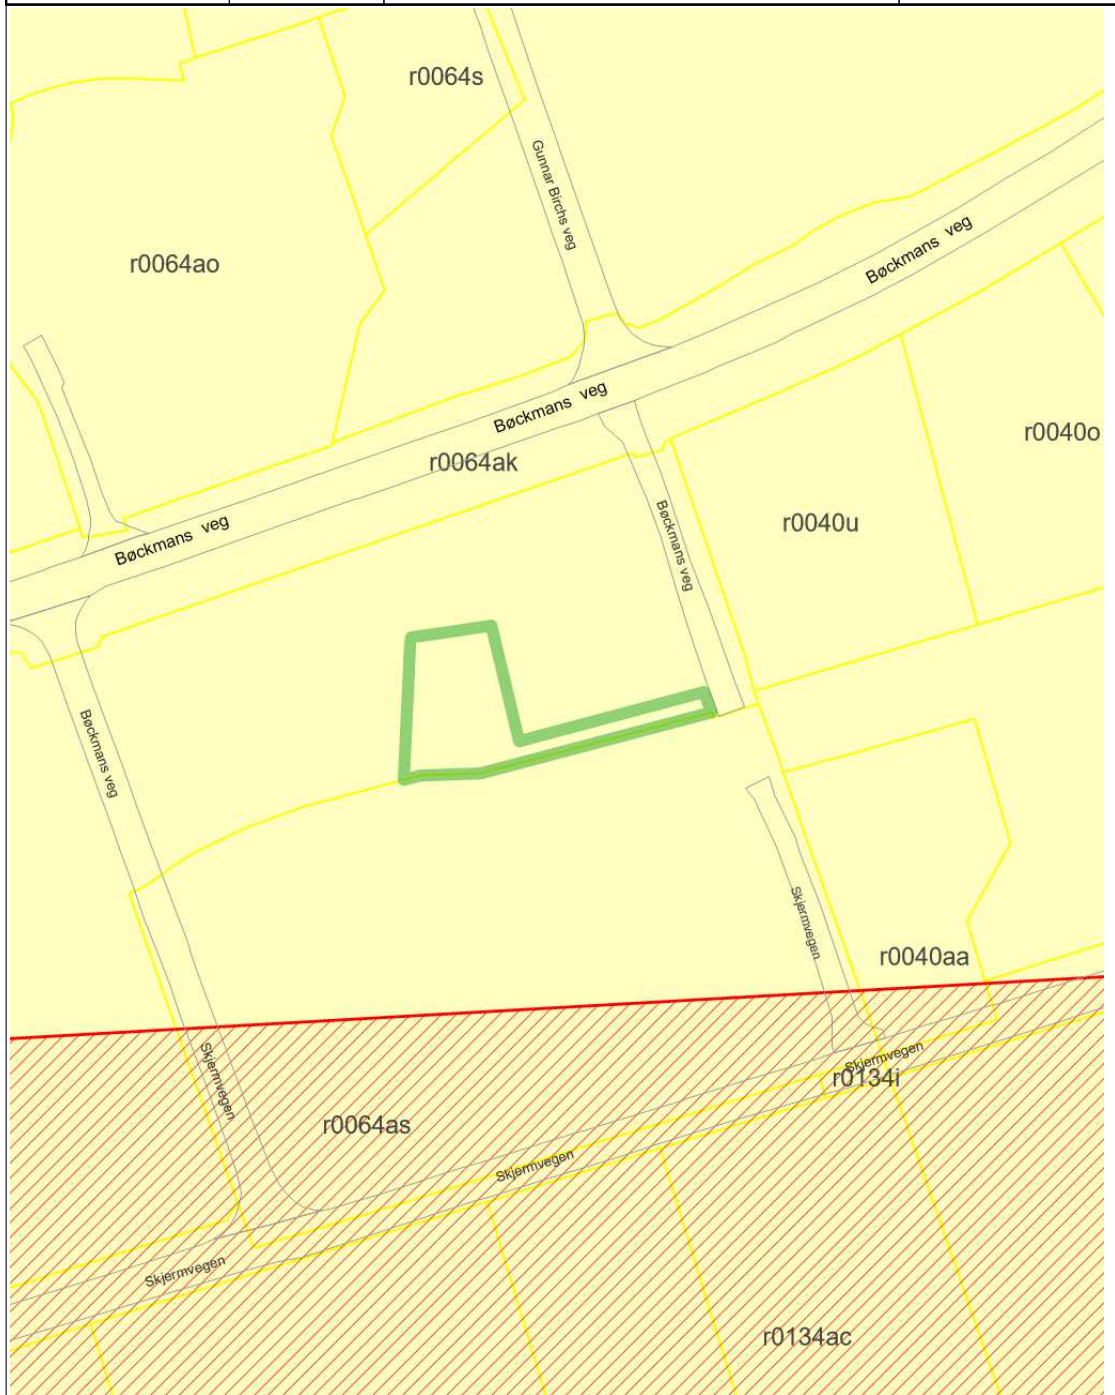 r0064s
Gunnar Birchs veg
Bøckmans veg
r0064ao
Bøckmans veg
r0040o
r0064ak
Bøckmans veg
r0040u
Bøckmans veg
Bøckmans veg
Skjermvegen
r0040aa
Skjermvegen
Skjermvegen
r0134i
r0064as
Skjermvegen
Skjermvegen
r0134ac